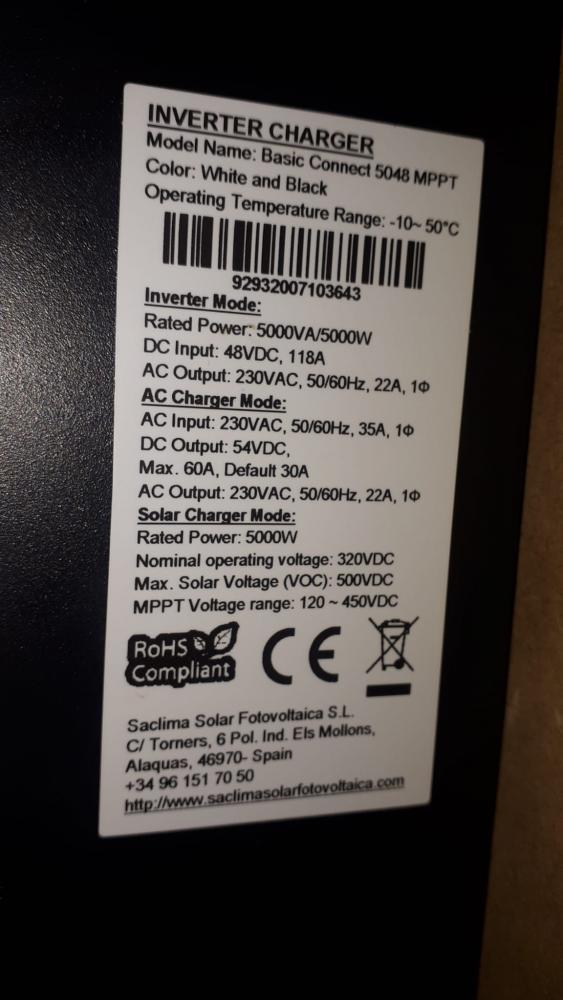 INVERTER CHARGER
Model Name: Basic Connect 5048 MPPT
Color: White and Black
Operating Temperature Range: -10~ 50°C
92932007103643
Inverter Mode:
Rated Power: 5000VA/5000W
DC Input: 48VDC, 118A
AC Output: 230VAC, 50/60Hz, 22A, 1Φ
AC Charger Mode:
AC Input: 230VAC, 50/60Hz, 35A, 1Φ
DC Output: 54VDC,
Max. 60A, Default 30A
AC Output: 230VAC, 50/60Hz, 22A, 1Φ
Solar Charger Mode:
Rated Power: 5000W
Nominal operating voltage: 320VDC
Max. Solar Voltage (VOC): 500VDC
MPPT Voltage range: 120 ~ 450VDC
RoHS
Compliant
CE
Saclima Solar Fotovoltaica S.L.
C/ Torners, 6 Pol. Ind. Els Mollons,
Alaquas, 46970- Spain
+34 96 151 70 50
http://www.saclimasolarfotovoltaica.com